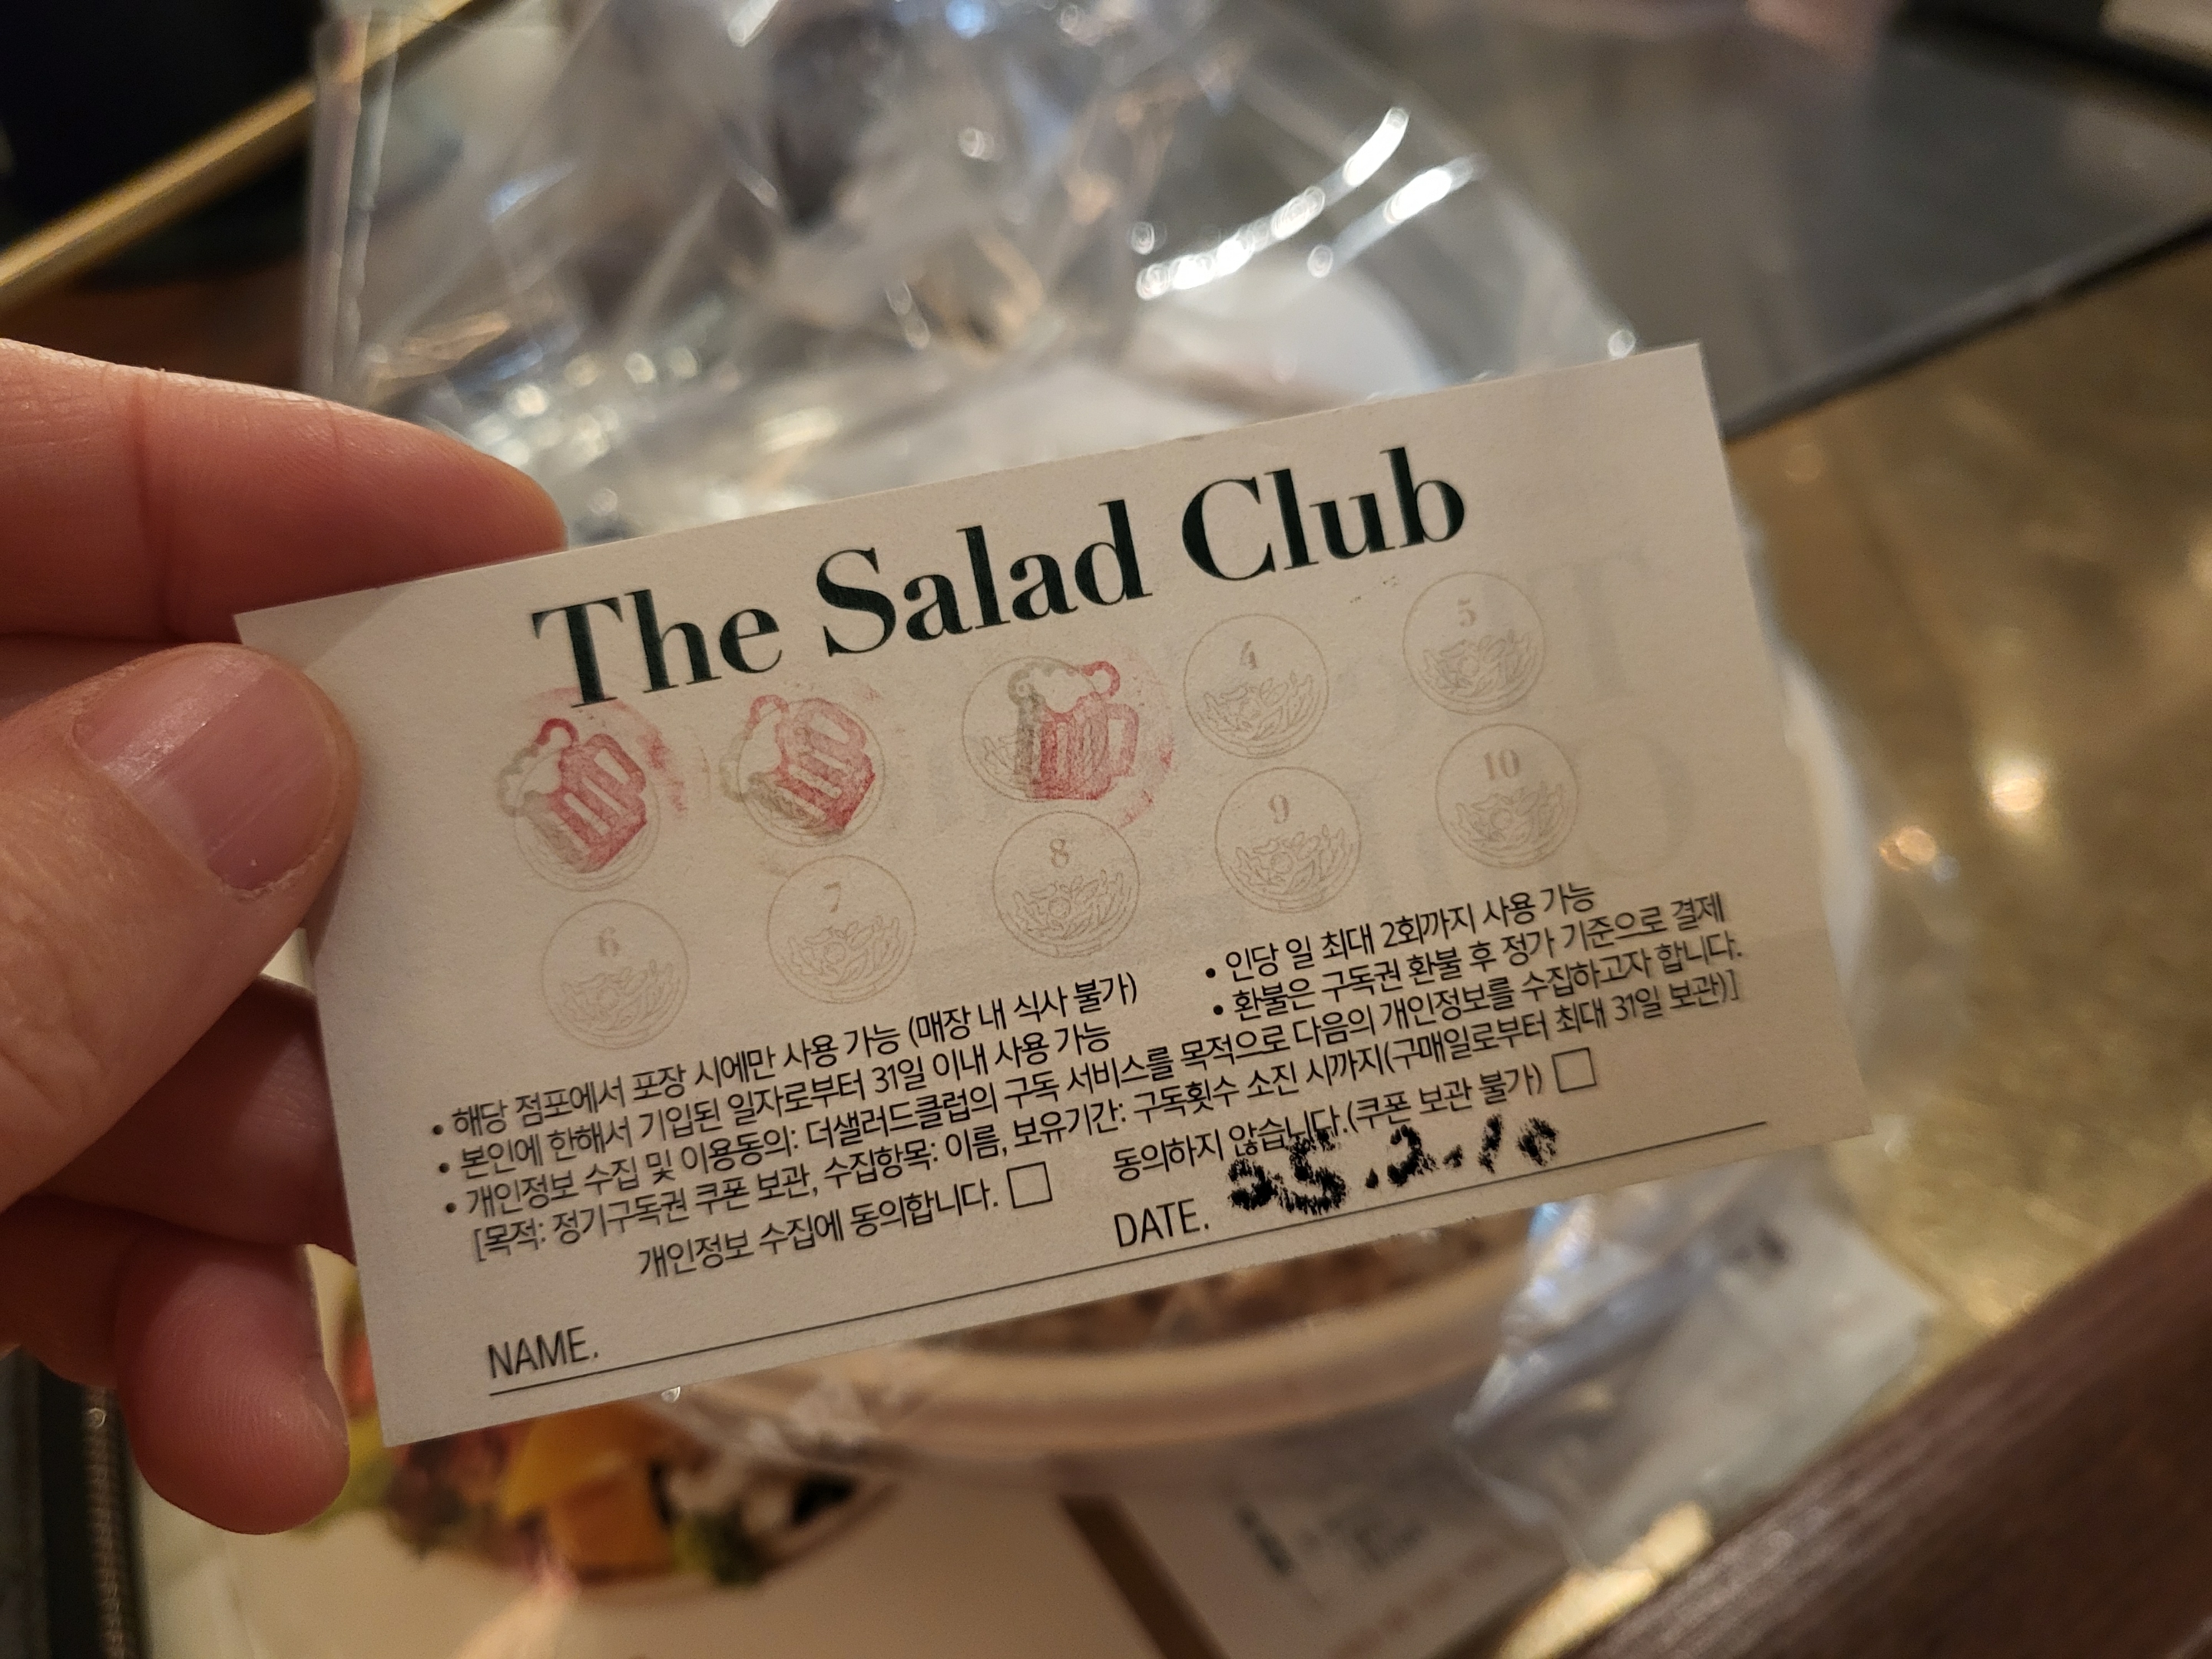 The Salad Club
4 5
6 7 8 9 10
• 해당 점포에서 포장 시에만 사용 가능 (매장 내 식사 불가)
• 인당 일 최대 2회까지 사용 가능
• 본인에 한해서 기입된 일자로부터 31일 이내 사용 가능
• 환불은 구독권 환불 후 정가 기준으로 결제
• 개인정보 수집 및 이용동의: 더샐러드클럽의 구독 서비스를 목적으로 다음의 개인정보를 수집하고자 합니다.
[목적: 정기구독권 쿠폰 보관, 수집항목: 이름, 보유기간: 구독횟수 소진 시까지(구매일로부터 최대 31일 보관)]
개인정보 수집에 동의합니다. □ 동의하지 않습니다.(쿠폰 보관 불가) □
NAME. DATE. 25.2.10